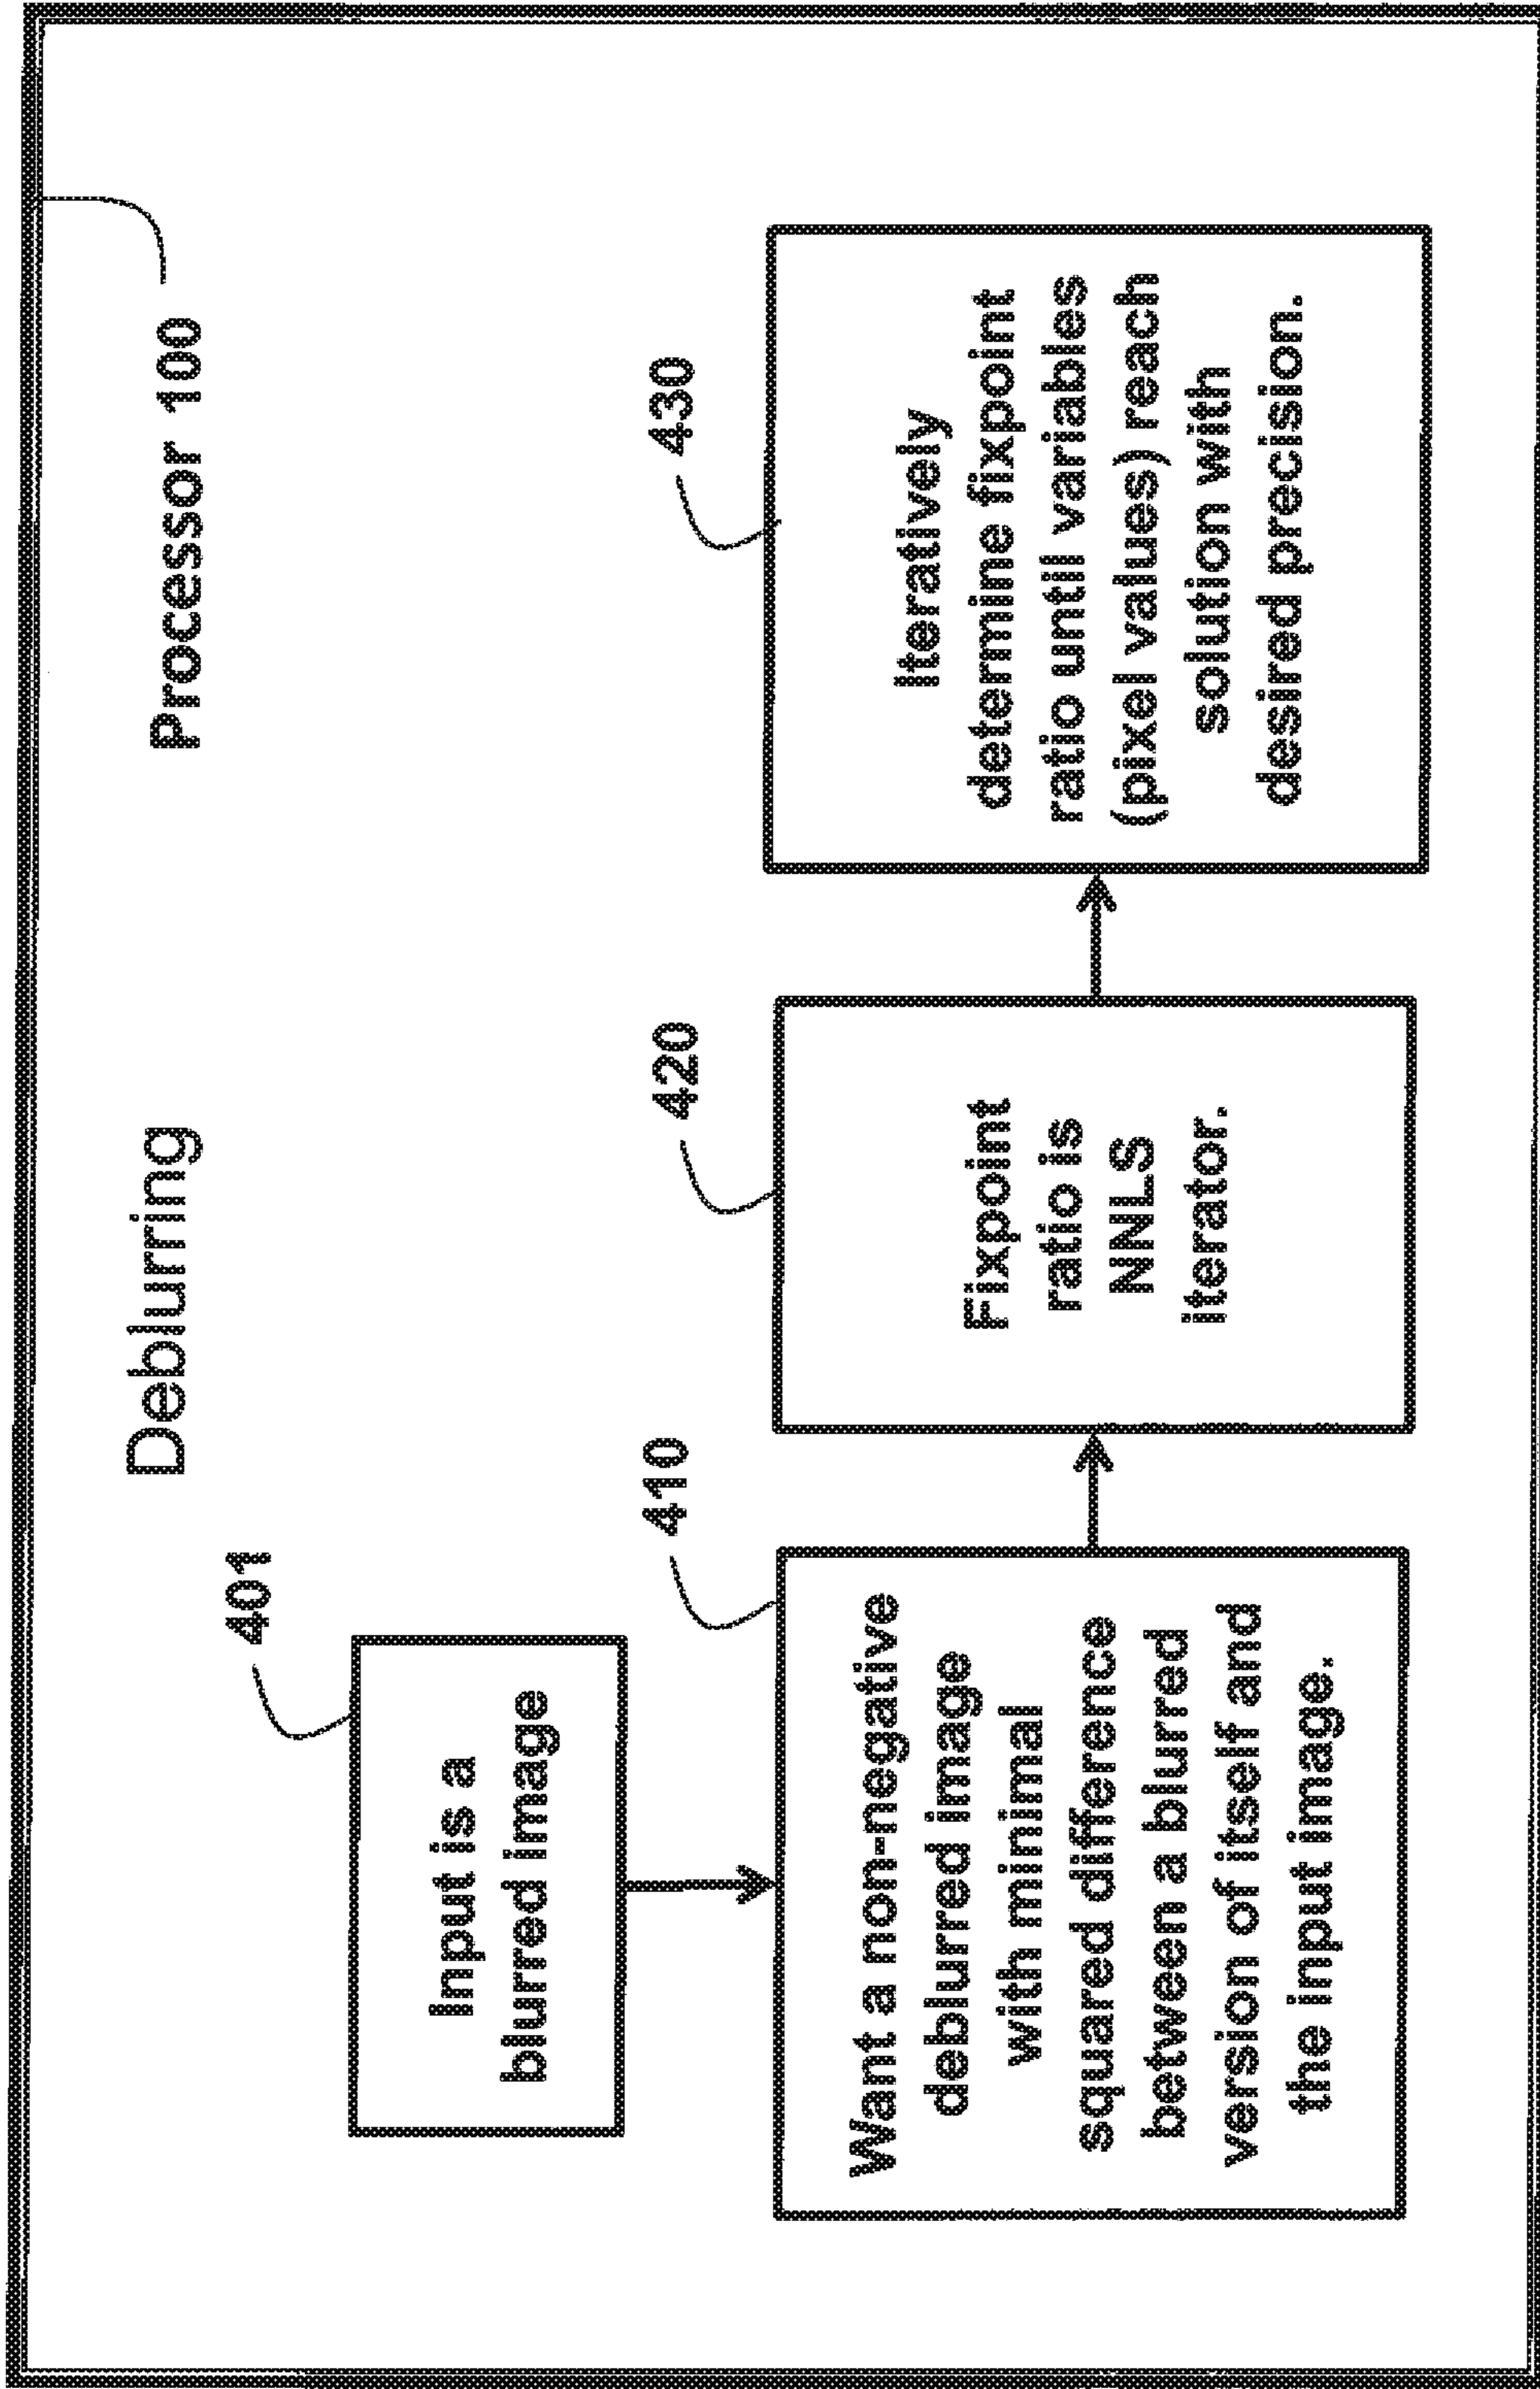 Deblurring
Processor 100
401
Input is a
blurred image
410
Want a non-negative
deblurred image
with minimal
squared difference
between a blurred
version of itself and
the input image.
420
Fixpoint
ratio is
NNLS
iterator.
430
Iteratively
determine fixpoint
ratio until variables
(pixel values) reach
solution with
desired precision.